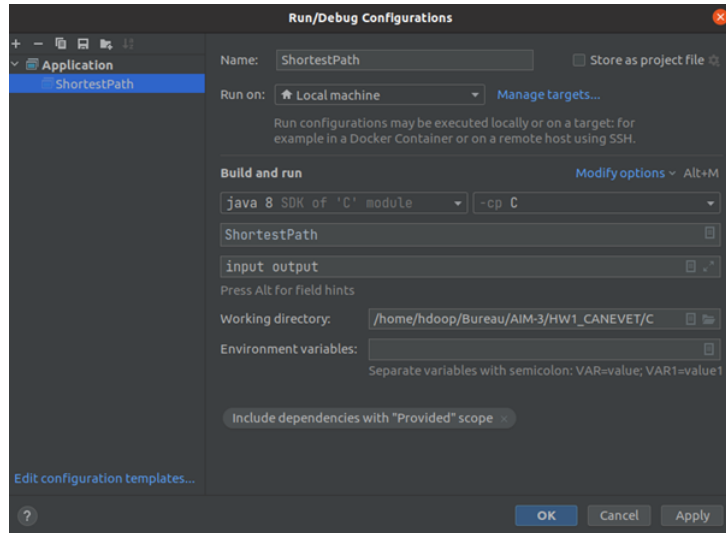 Run/Debug Configurations
Application
ShortestPath
Name: ShortestPath Store as project file
Run on: Local machine Manage targets...
Run configurations may be executed locally or on a target: for
example in a Docker Container or on a remote host using SSH.
Build and run Modify options Alt+M
java 8 SDK of 'C' module -cp C
ShortestPath
input output
Press Alt for field hints
Working directory: /home/hdoop/Bureau/AIM-3/HW1_CANEVET/C
Environment variables:
Separate variables with semicolon: VAR=value; VAR1=value1
Include dependencies with "Provided" scope ×
Edit configuration templates...
? OK Cancel Apply